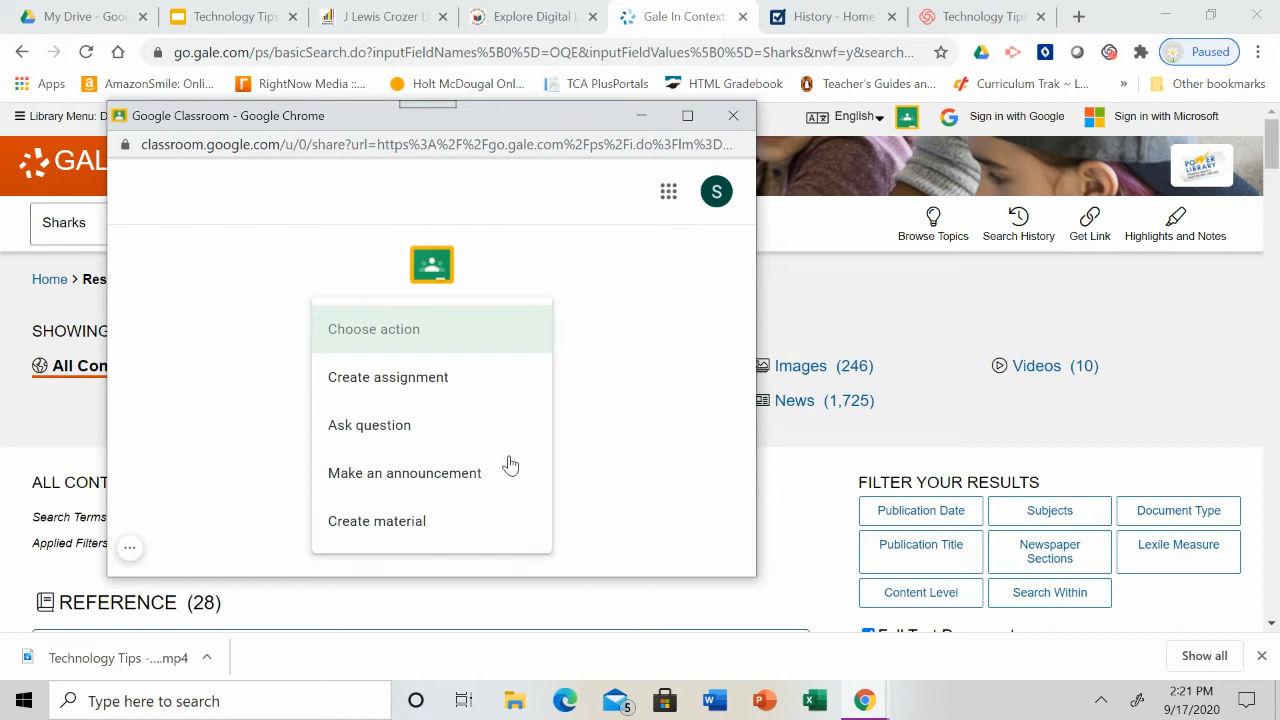 My Drive - G
Technology Tips
J Lewis Crozer Li
Explore Digital L
Gale In Context:
History - Home
Technology Tips
go.gale.com/ps/basicSearch.do?inputFieldNames%5B0%5D=OQE&inputFieldValues%5B0%5D=Sharks&nwf=y&search...
Paused
Apps
AmazonSmile: Onli...
RightNow Media :...
Holt McDougal Onl...
TCA PlusPortals
HTML Gradebook
Teacher's Guides an...
Curriculum Trak ~ L...
»
Other bookmarks
Library Menu: D
English
Sign in with Google
Sign in with Microsoft
Google Classroom - Google Chrome
classroom.google.com/u/0/share?url=https%3A%2F%2Fgo.gale.com%2Fps%2Fi.do%3Flm%3D...
S
GAL
POWER LIBRARY
Sharks
Browse Topics
Search History
Get Link
Highlights and Notes
Home > Res
SHOWING
All Con
Images (246)
Videos (10)
News (1,725)
Choose action
Create assignment
Ask question
Make an announcement
Create material
ALL CONT
Search Terms
Applied Filters
FILTER YOUR RESULTS
Publication Date
Subjects
Document Type
Publication Title
Newspaper Sections
Lexile Measure
Content Level
Search Within
REFERENCE (28)
Technology Tips -....mp4
Show all
Type here to search
5
2:21 PM
9/17/2020